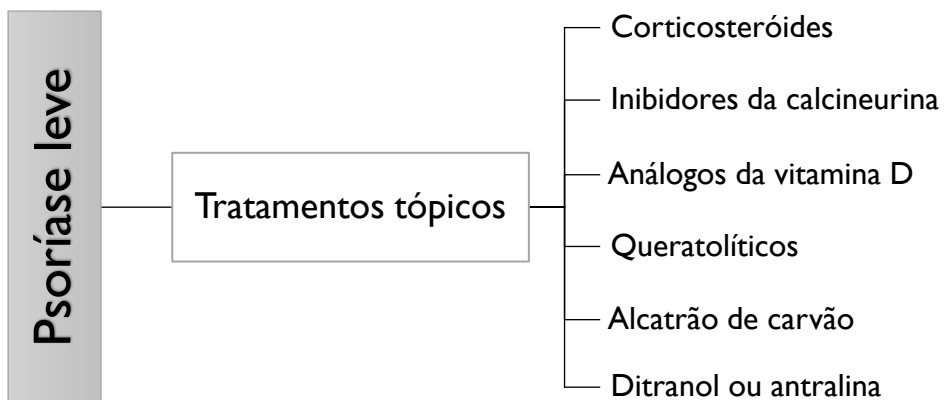 Psoríase leve
Tratamentos tópicos
Corticosteróides
Inibidores da calcineurina
Análogos da vitamina D
Queratolíticos
Alcatrão de carvão
Ditranol ou antralina